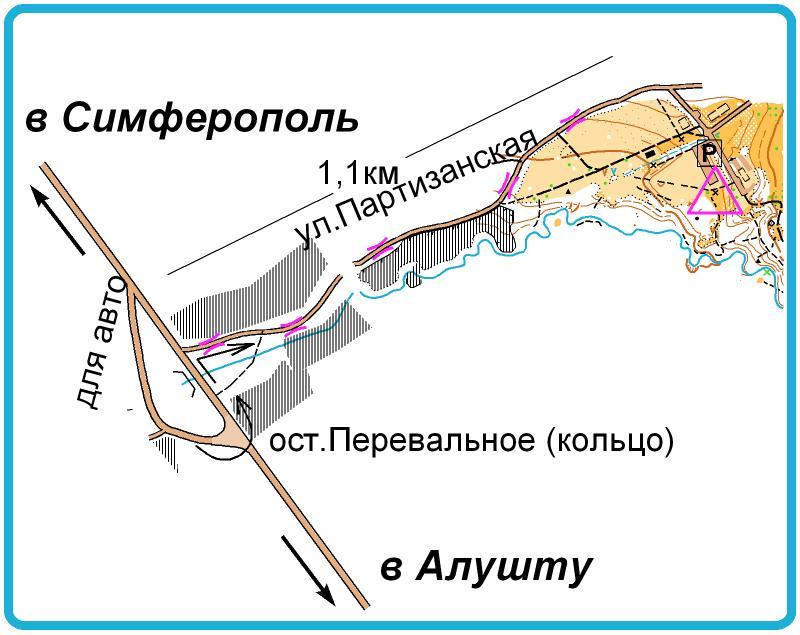 в Симферополь
1,1км
ул.Партизанская
P
для авто
ост.Перевальное (кольцо)
в Алушту